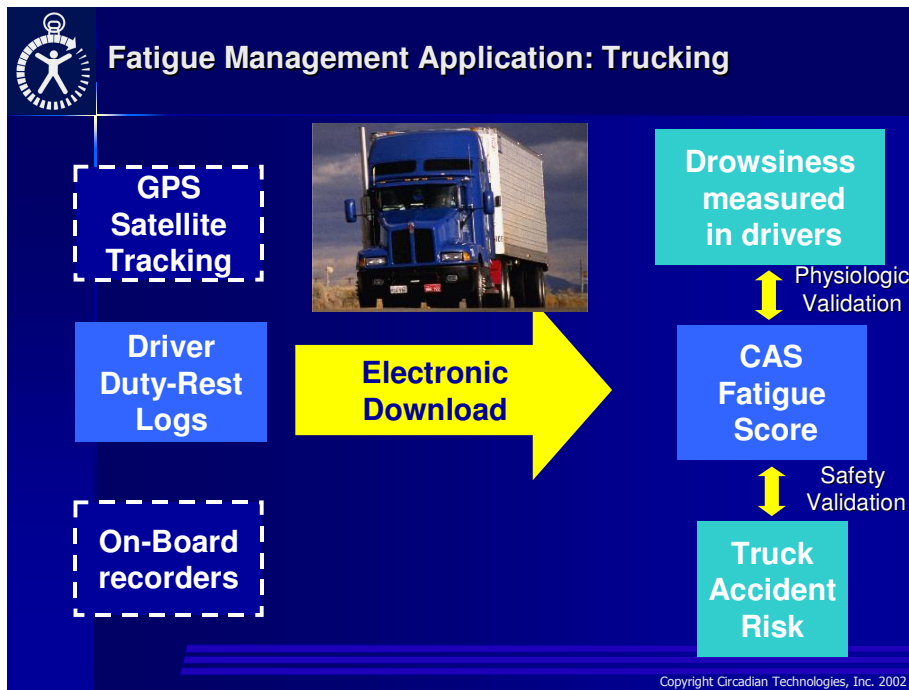 Fatigue Management Application: Trucking
GPS
Satellite
Tracking
Driver
Duty-Rest
Logs
On-Board
recorders
Electronic
Download
Drowsiness
measured
in drivers
Physiologic
Validation
CAS
Fatigue
Score
Safety
Validation
Truck
Accident
Risk
Copyright Circadian Technologies, Inc. 2002